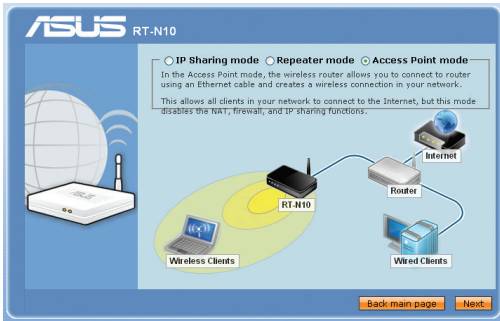 ASUS RT-N10
IP Sharing mode Repeater mode Access Point mode
In the Access Point mode, the wireless router allows you to connect to router
using an Ethernet cable and creates a wireless connection in your network.
This allows all clients in your network to connect to the Internet, but this mode
disables the NAT, firewall, and IP sharing functions.
Internet
Router
RT-N10
Wireless Clients
Wired Clients
Back main page Next